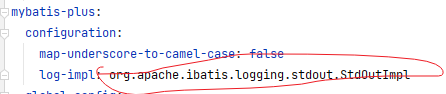 mybatis-plus:
configuration:
map-underscore-to-camel-case: false
log-impl: org.apache.ibatis.logging.stdout.StdOutImpl